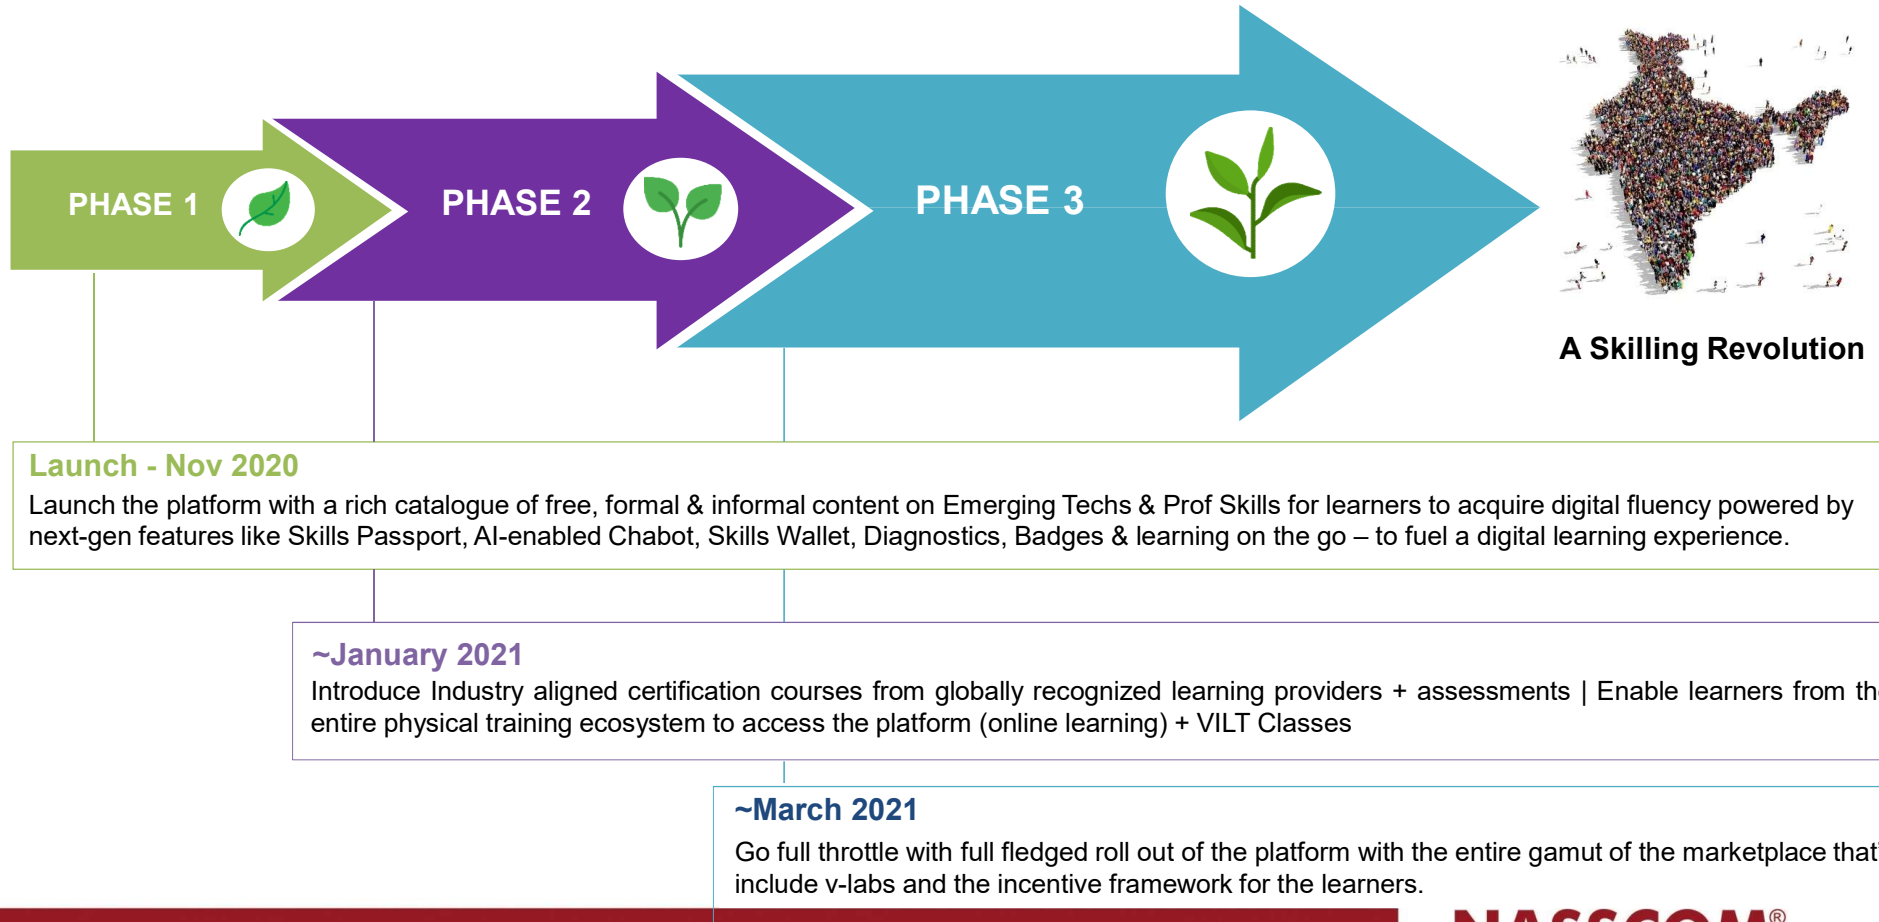 PHASE 1
PHASE 2
PHASE 3
A Skilling Revolution
Launch - Nov 2020
Launch the platform with a rich catalogue of free, formal & informal content on Emerging Techs & Prof Skills for learners to acquire digital fluency powered by
next-gen features like Skills Passport, AI-enabled Chabot, Skills Wallet, Diagnostics, Badges & learning on the go – to fuel a digital learning experience.
~January 2021
Introduce Industry aligned certification courses from globally recognized learning providers + assessments | Enable learners from
entire physical training ecosystem to access the platform (online learning) + VILT Classes
~March 2021
Go full throttle with full fledged roll out of the platform with the entire gamut of the marketplace
include v-labs and the incentive framework for the learners.
NASSCOM®